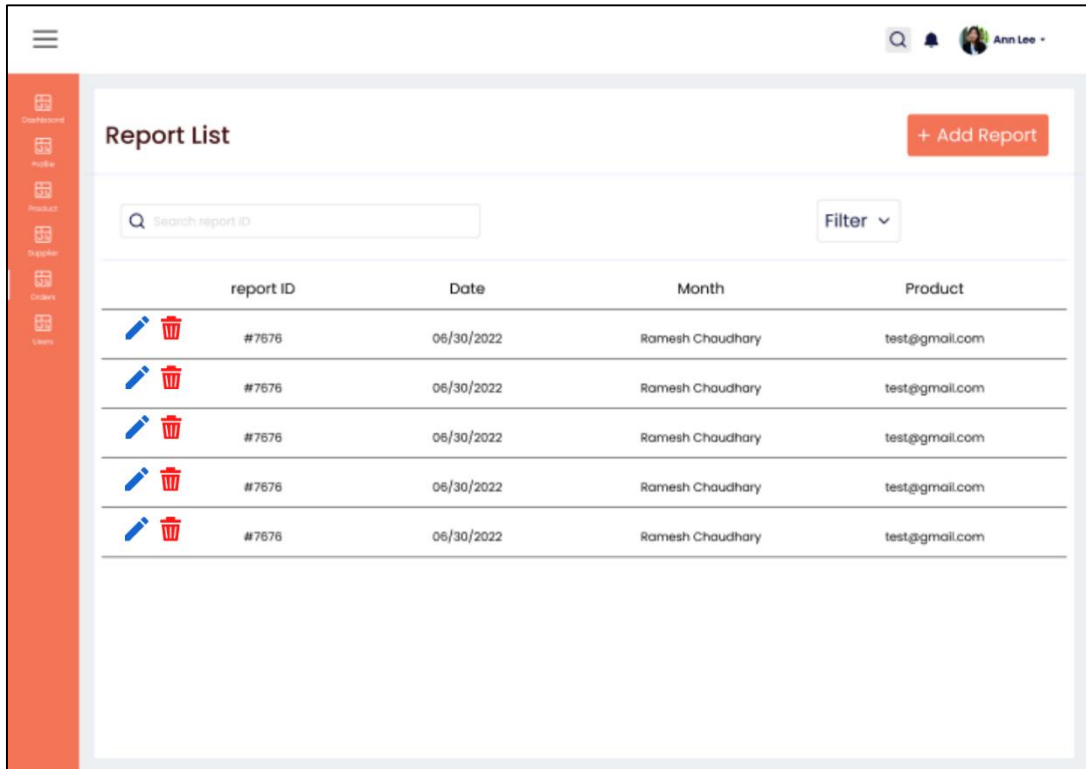 Ann Lee
Dashboard
Profile
Product
Supplier
Orders
Users
Report List
+ Add Report
Search report ID
Filter
report ID Date Month Product
#7676 06/30/2022 Ramesh Chaudhary test@gmail.com
#7676 06/30/2022 Ramesh Chaudhary test@gmail.com
#7676 06/30/2022 Ramesh Chaudhary test@gmail.com
#7676 06/30/2022 Ramesh Chaudhary test@gmail.com
#7676 06/30/2022 Ramesh Chaudhary test@gmail.com